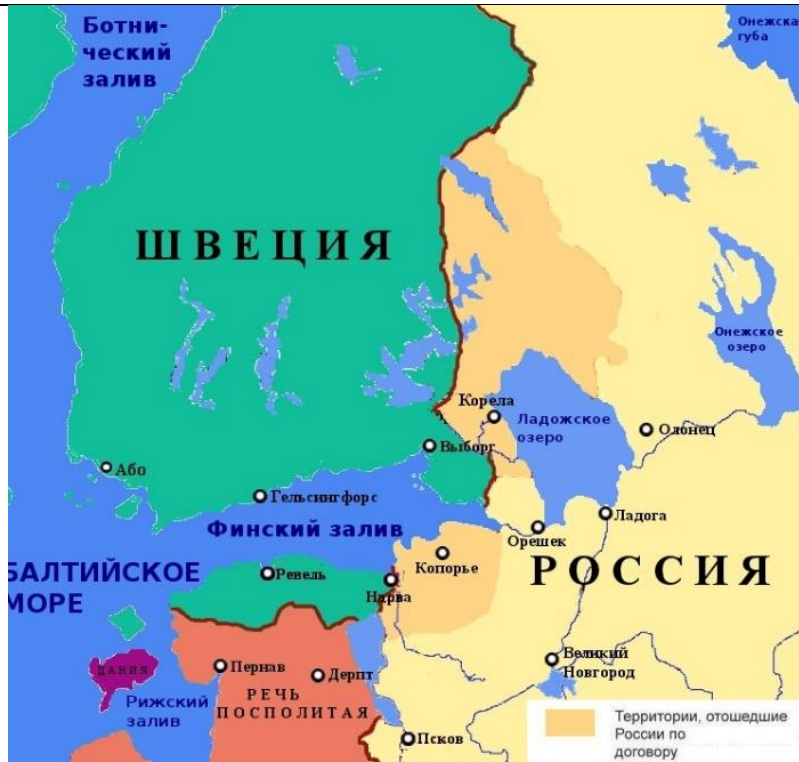 Ботни-
ческий
залив
Онежская
губа
ШВЕЦИЯ
Онежское
озеро
Корела
Ладожское
озеро
Олонец
Выборг
Або
Гельсингфорс
Ладога
Финский залив
Орешек
РОССИЯ
Копорье
БАЛТИЙСКОЕ
МОРЕ
Ревель
Нарва
Великий
Новгород
ДАНИЯ
Пернав
Дерпт
РЕЧЬ
ПОСПОЛИТАЯ
Рижский
залив
Псков
Территории, отошедшие
России по
договору